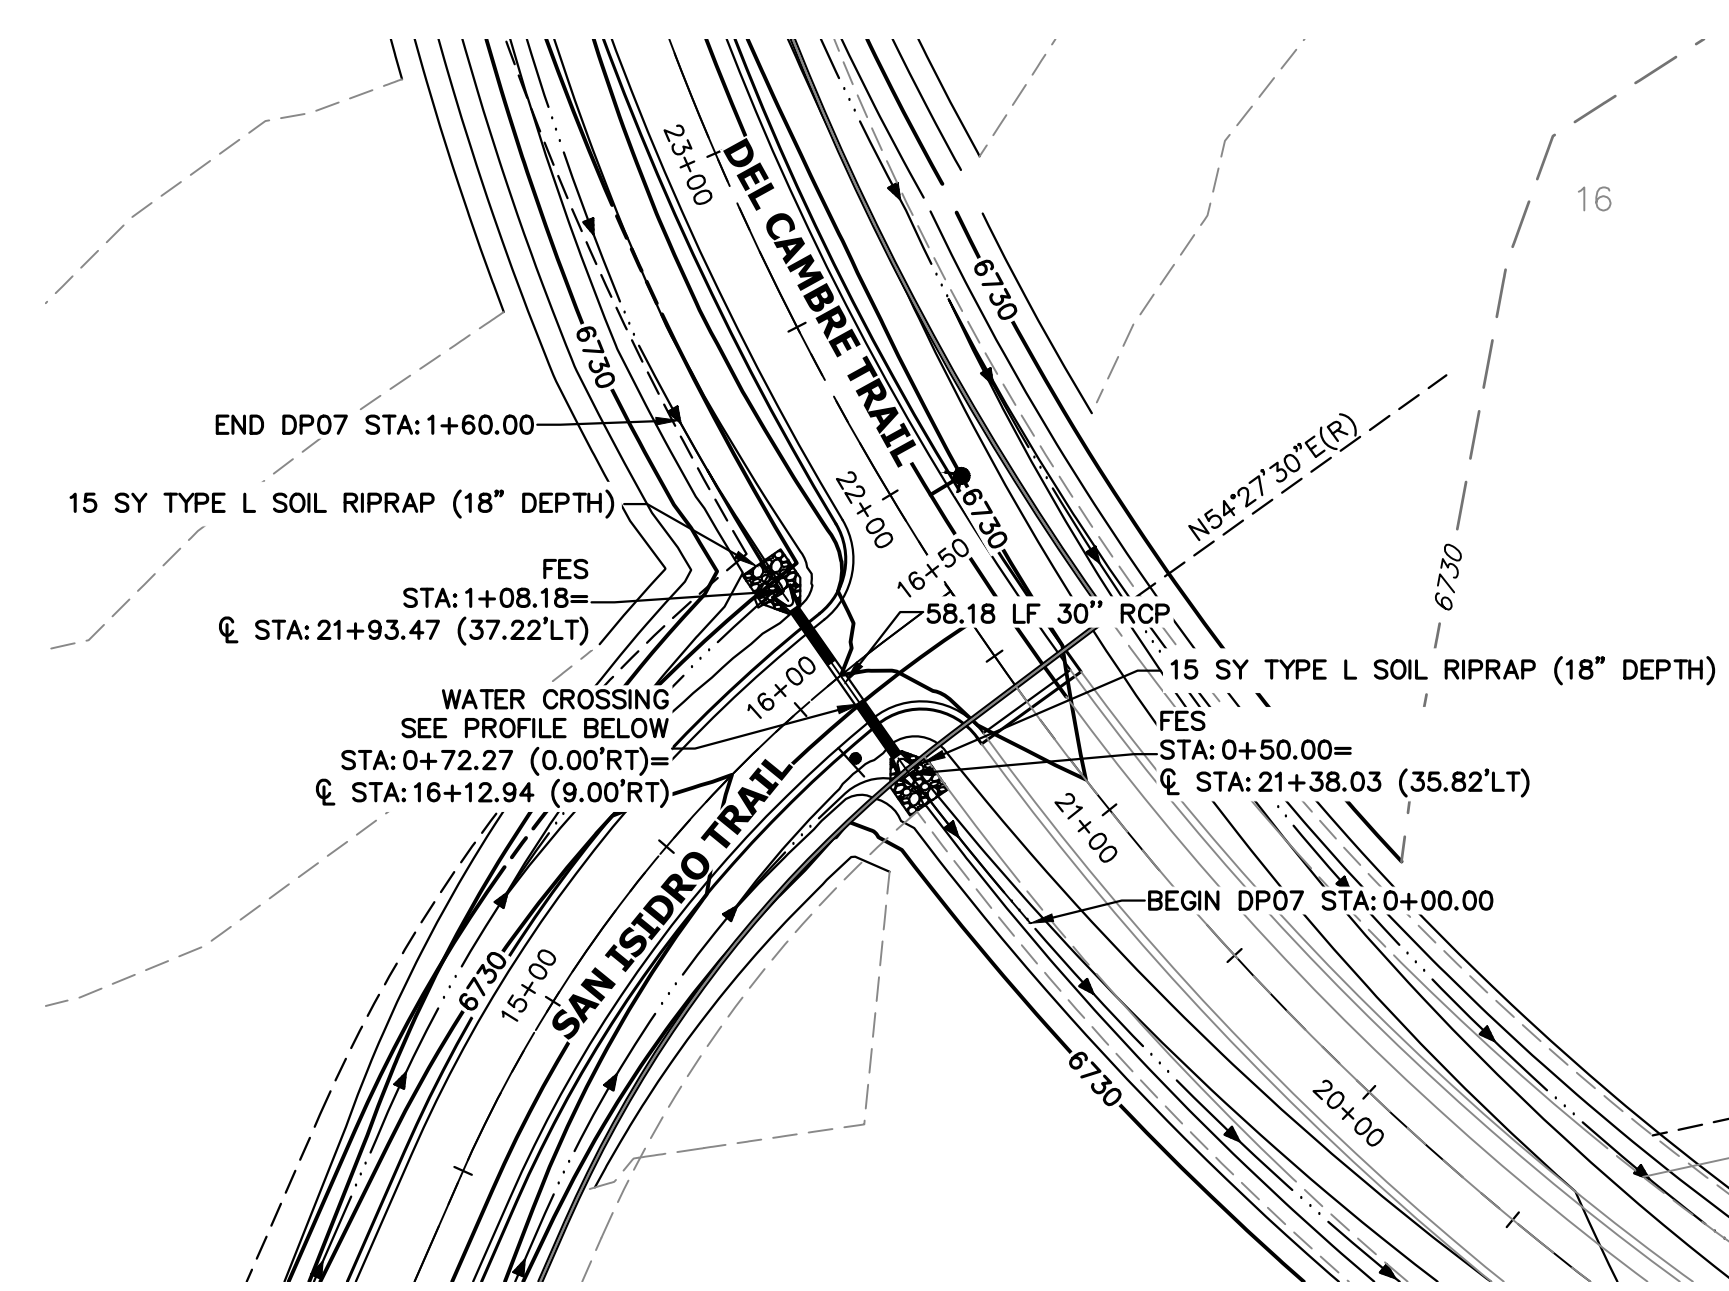 23+00
DEL CAMBRE TRAIL
16
6730
6730
END DP07 STA:1+60.00
N54°27'30"E(R)
15 SY TYPE L SOIL RIPRAP (18" DEPTH)
22+00
6730
16+50
6730
FES
STA:1+08.18=
℄ STA:21+93.47 (37.22'LT)
58.18 LF 30" RCP
15 SY TYPE L SOIL RIPRAP (18" DEPTH)
16+00
WATER CROSSING
SEE PROFILE BELOW
STA:0+72.27 (0.00'RT)=
℄ STA:16+12.94 (9.00'RT)
FES
STA:0+50.00=
℄ STA:21+38.03 (35.82'LT)
21+00
SAN ISIDRO TRAIL
BEGIN DP07 STA:0+00.00
6730
15+00
6730
20+00